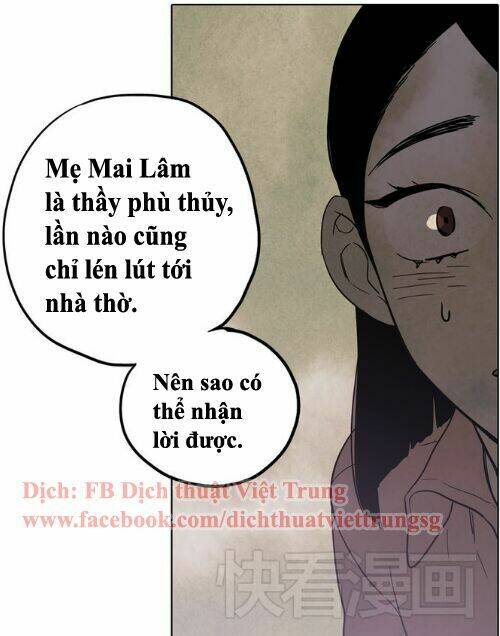 Mẹ Mai Lâm
là thầy phù thủy,
lần nào cũng
chỉ lén lút tới
nhà thờ.
Nên sao có
thể nhận
lời được.
Dịch: FB Dịch thuật Việt Trung
www.facebook.com/dichthuatviettrungsg
快看漫画